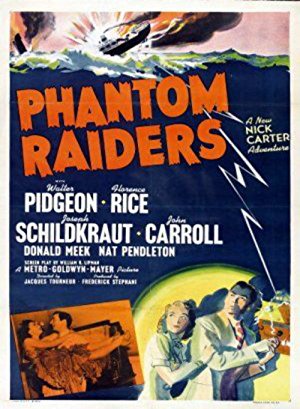 PHANTOM
RAIDERS
A New
NICK
CARTER
Adventure
WITH
Walter Florence
PIDGEON · RICE
Joseph John
SCHILDKRAUT · CARROLL
DONALD MEEK NAT PENDLETON
SCREEN PLAY BY WILLIAM R. LIPMAN
A METRO-GOLDWYN-MAYER Picture
Directed by Produced by
JACQUES TOURNEUR · FREDERICK STEPHANI